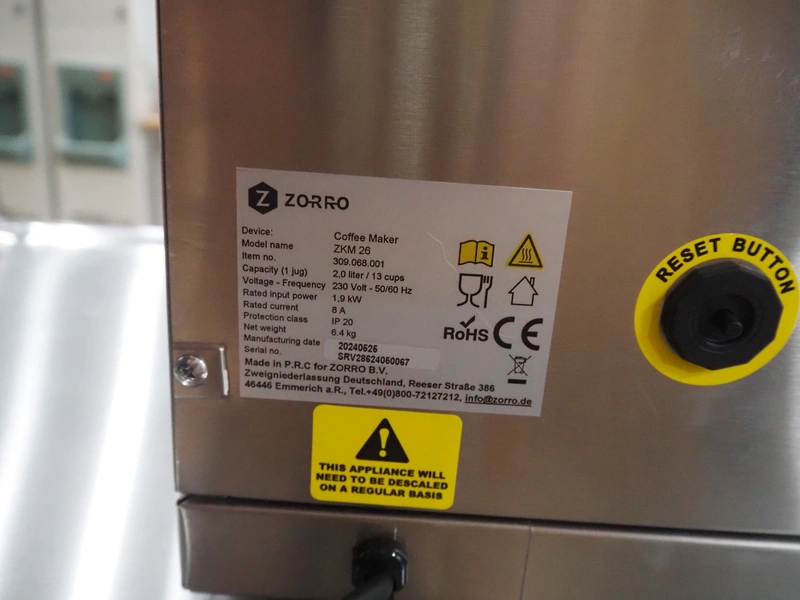 Z ZORRO
Device: Coffee Maker
Model name ZKM 26
Item no. 309.068.001
Capacity (1 jug) 2,0 liter / 13 cups
Voltage - Frequency 230 Volt - 50/60 Hz
Rated input power 1,9 kW
Rated current 8 A
Protection class IP 20
Net weight 6.4 kg
Manufacturing date 20240525
Serial no. SRV28624050067
Made in P.R.C for ZORRO B.V.
Zweigniederlassung Deutschland, Reeser Straße 386
46446 Emmerich a.R., Tel.+49(0)800-72127212, info@zorro.de
i
RoHS CE
RESET BUTTON
THIS APPLIANCE WILL
NEED TO BE DESCALED
ON A REGULAR BASIS